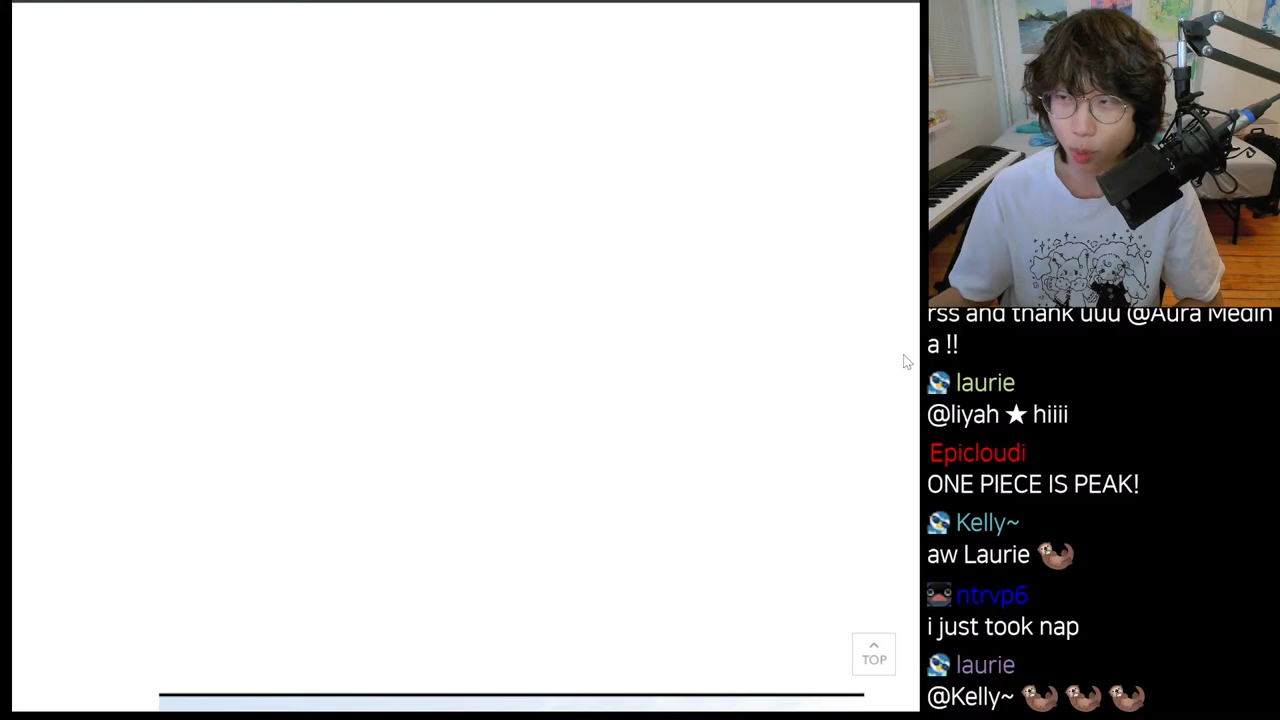 TOP
rss and thank uuu @Aura Medin
a !!
laurie
@liyah ★ hiiii
Epicloudi
ONE PIECE IS PEAK!
Kelly~
aw Laurie 🦦
ntrvp6
i just took nap
laurie
@Kelly~ 🦦🦦🦦